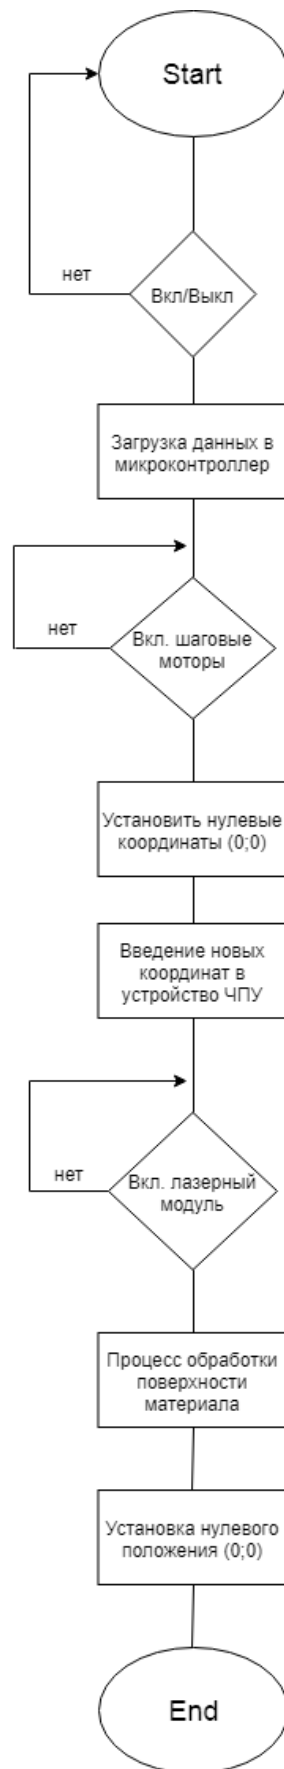 Start
нет
Вкл/Выкл
Загрузка данных в
микроконтроллер
нет
Вкл. шаговые
моторы
Установить нулевые
координаты (0;0)
Введение новых
координат в
устройство ЧПУ
нет
Вкл. лазерный
модуль
Процесс обработки
поверхности
материала
Установка нулевого
положения (0;0)
End